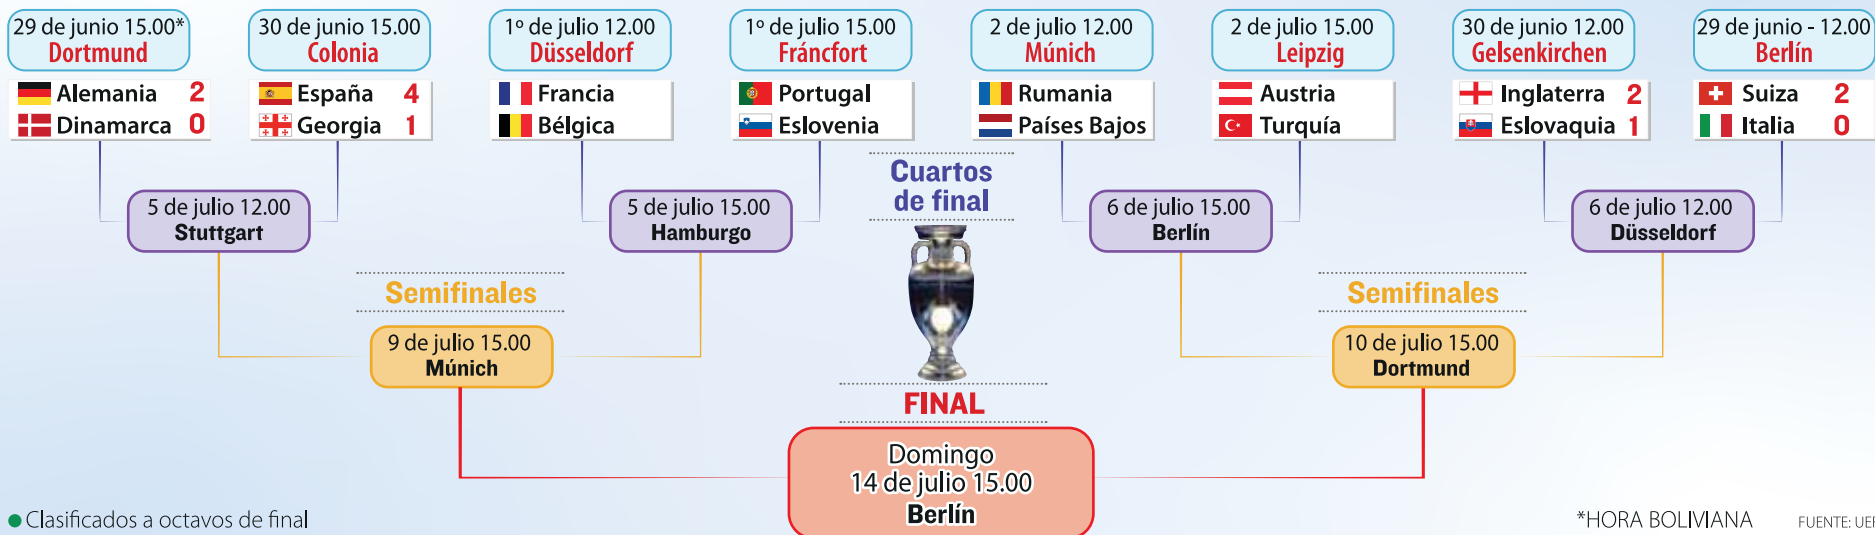 29 de junio 15.00*
Dortmund
Alemania 2
Dinamarca 0
30 de junio 15.00
Colonia
España 4
Georgia 1
1º de julio 12.00
Düsseldorf
Francia
Bélgica
1º de julio 15.00
Fráncfort
Portugal
Eslovenia
2 de julio 12.00
Múnich
Rumania
Países Bajos
2 de julio 15.00
Leipzig
Austria
Turquía
30 de junio 12.00
Gelsenkirchen
Inglaterra 2
Eslovaquia 1
29 de junio - 12.00
Berlín
Suiza 2
Italia 0
Cuartos
de final
5 de julio 12.00
Stuttgart
5 de julio 15.00
Hamburgo
6 de julio 15.00
Berlín
6 de julio 12.00
Düsseldorf
Semifinales
9 de julio 15.00
Múnich
Semifinales
10 de julio 15.00
Dortmund
FINAL
Domingo
14 de julio 15.00
Berlín
Clasificados a octavos de final
*HORA BOLIVIANA
FUENTE: